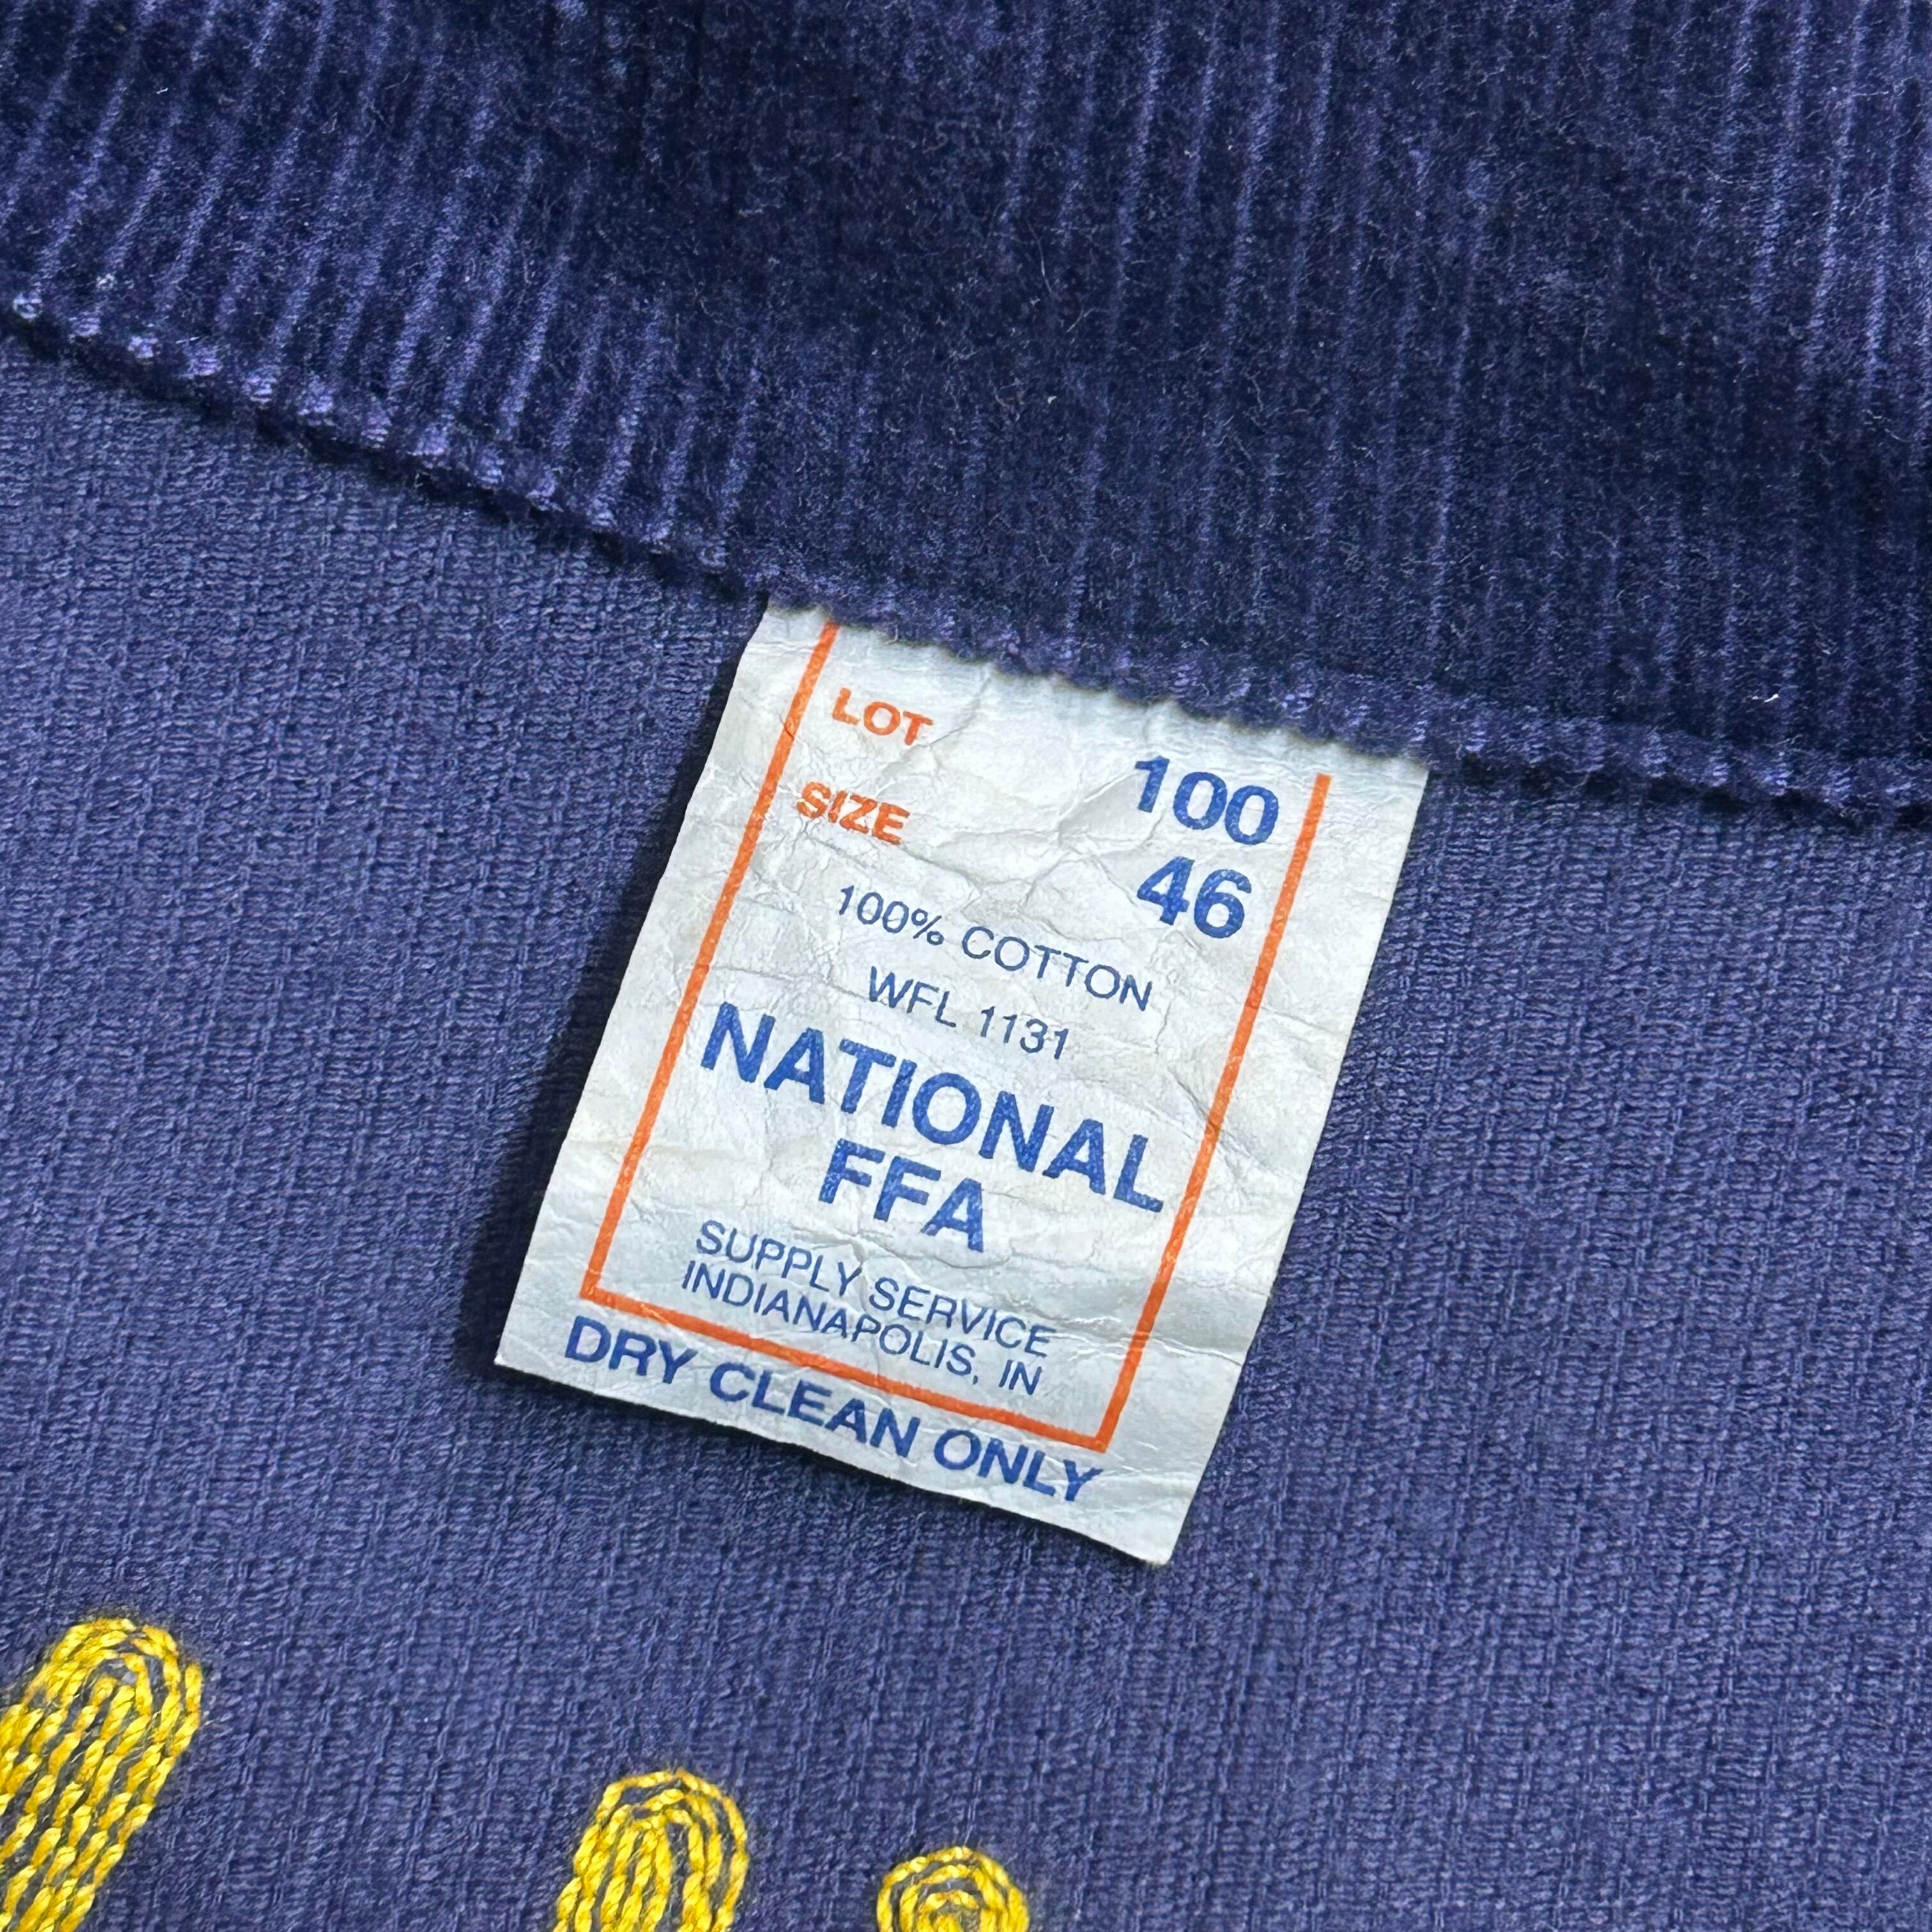 LOT 100
SIZE 46
100% COTTON
WFL 1131
NATIONAL
FFA
SUPPLY SERVICE
INDIANAPOLIS, IN
DRY CLEAN ONLY